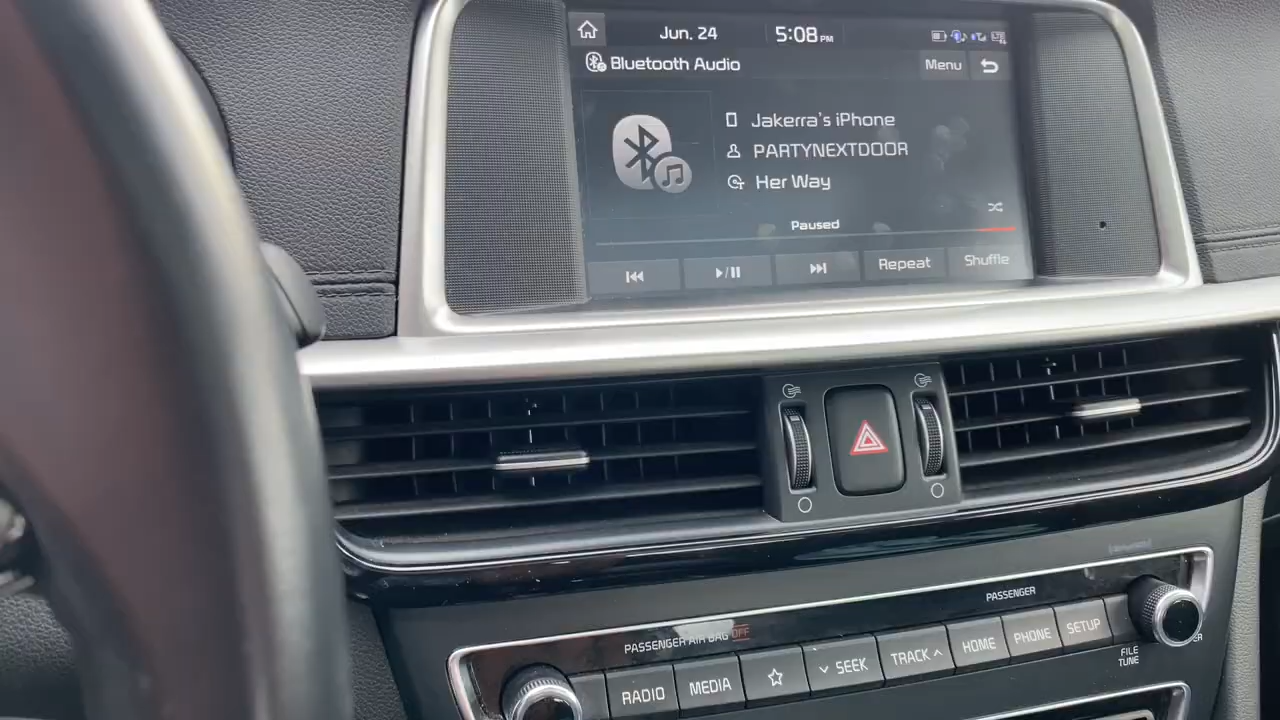 Jun. 24 5:08 PM
Bluetooth Audio
Menu
Jakerra's iPhone
PARTYNEXTDOOR
Her Way
Paused
Repeat
Shuffle
PASSENGER
PASSENGER AIR BAG OFF
RADIO
MEDIA
SEEK
TRACK
HOME
PHONE
SETUP
FILE
TUNE